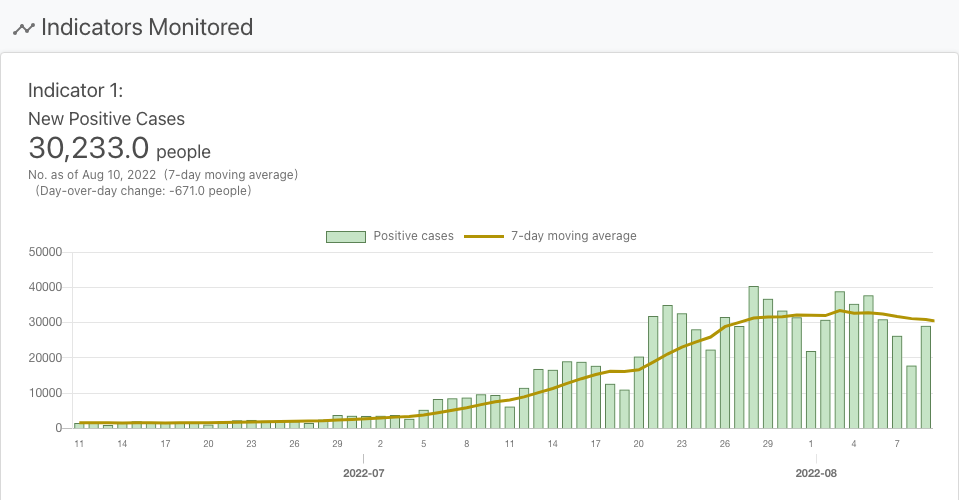 Indicators Monitored
Indicator 1:
New Positive Cases
30,233.0 people
No. as of Aug 10, 2022 (7-day moving average)
(Day-over-day change: -671.0 people)
Positive cases 7-day moving average
50000
40000
30000
20000
10000
0
11 14 17 20 23 26 29 2 5 8 11 14 17 20 23 26 29 1 4 7
2022-07 2022-08